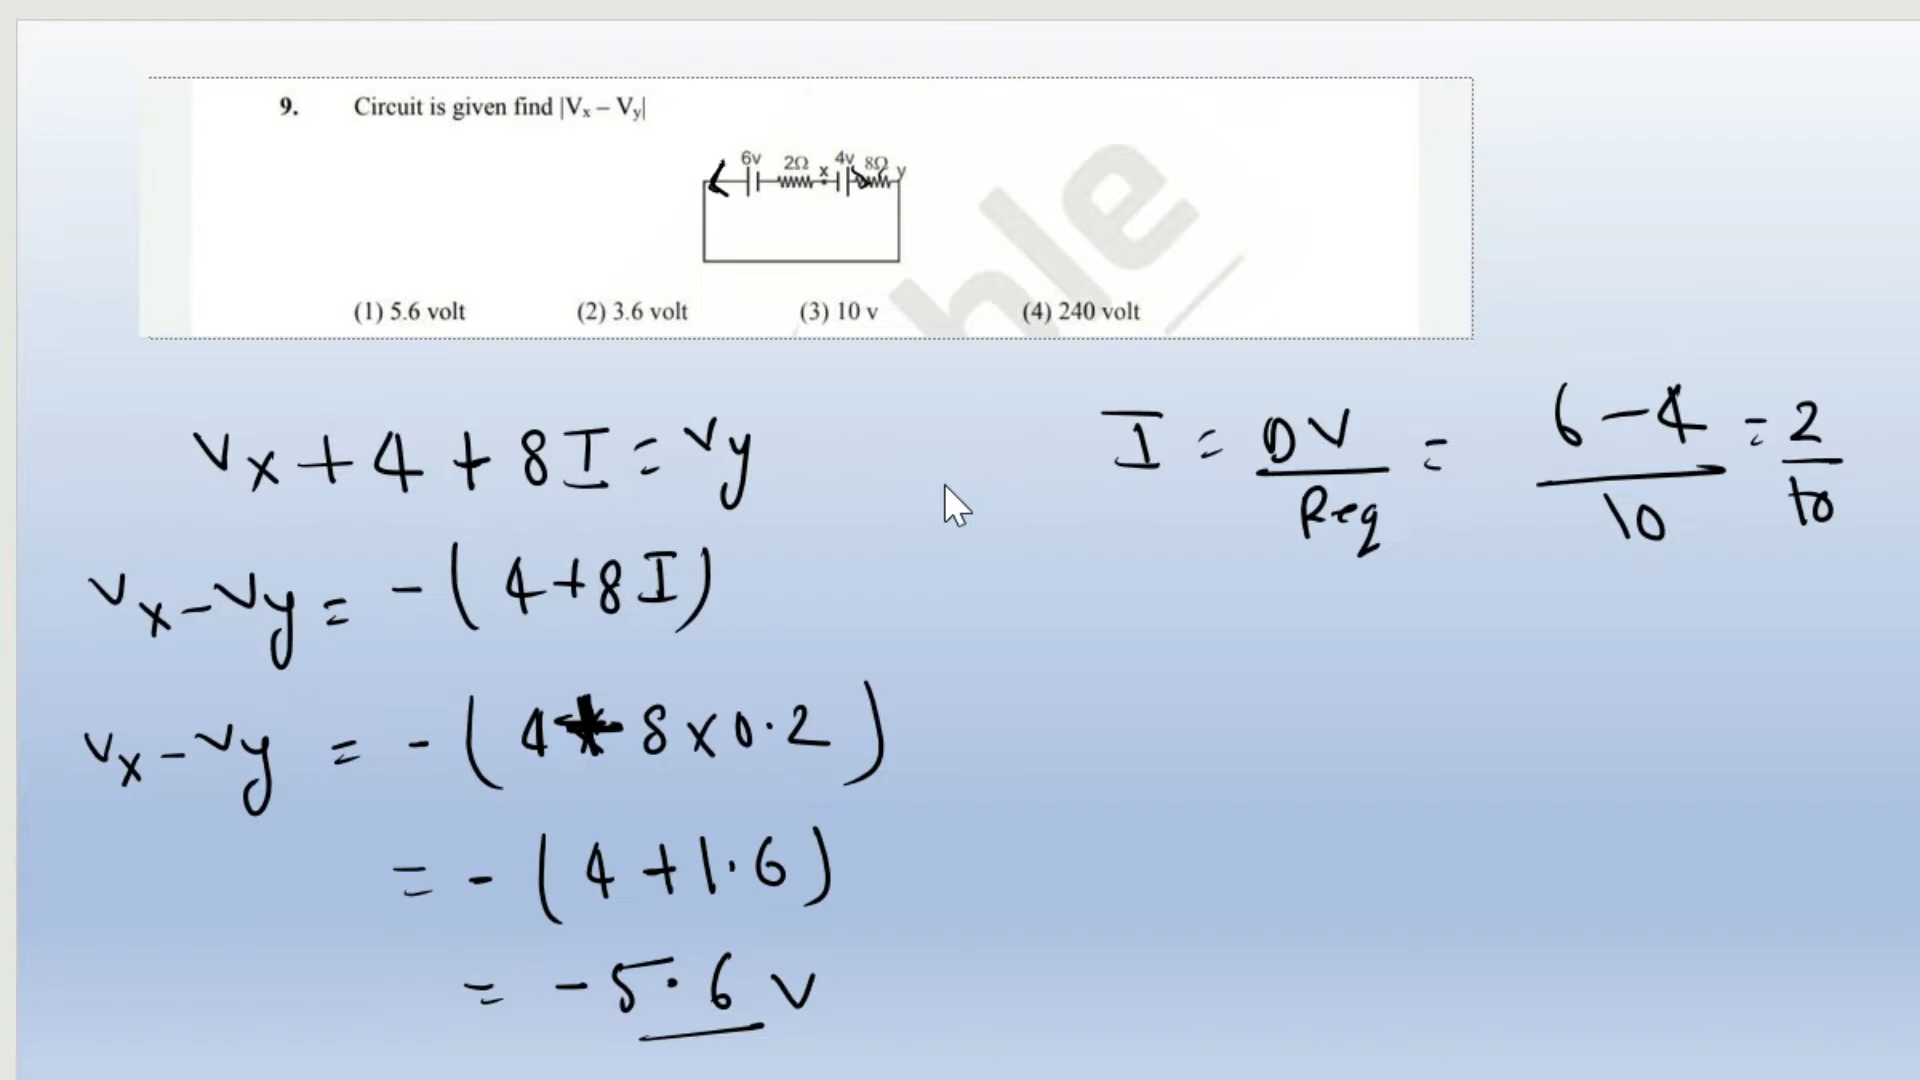 9. Circuit is given find |Vx – Vy|
6v 2Ω x 4v 8Ω y
(1) 5.6 volt (2) 3.6 volt (3) 10 v (4) 240 volt
hle
Vx + 4 + 8I = Vy
I = ΔV/Req = (6 – 4)/10 = 2/10
Vx – Vy = – (4 + 8I)
Vx – Vy = – (4 + 8 × 0.2)
= – (4 + 1.6)
= – 5.6 V